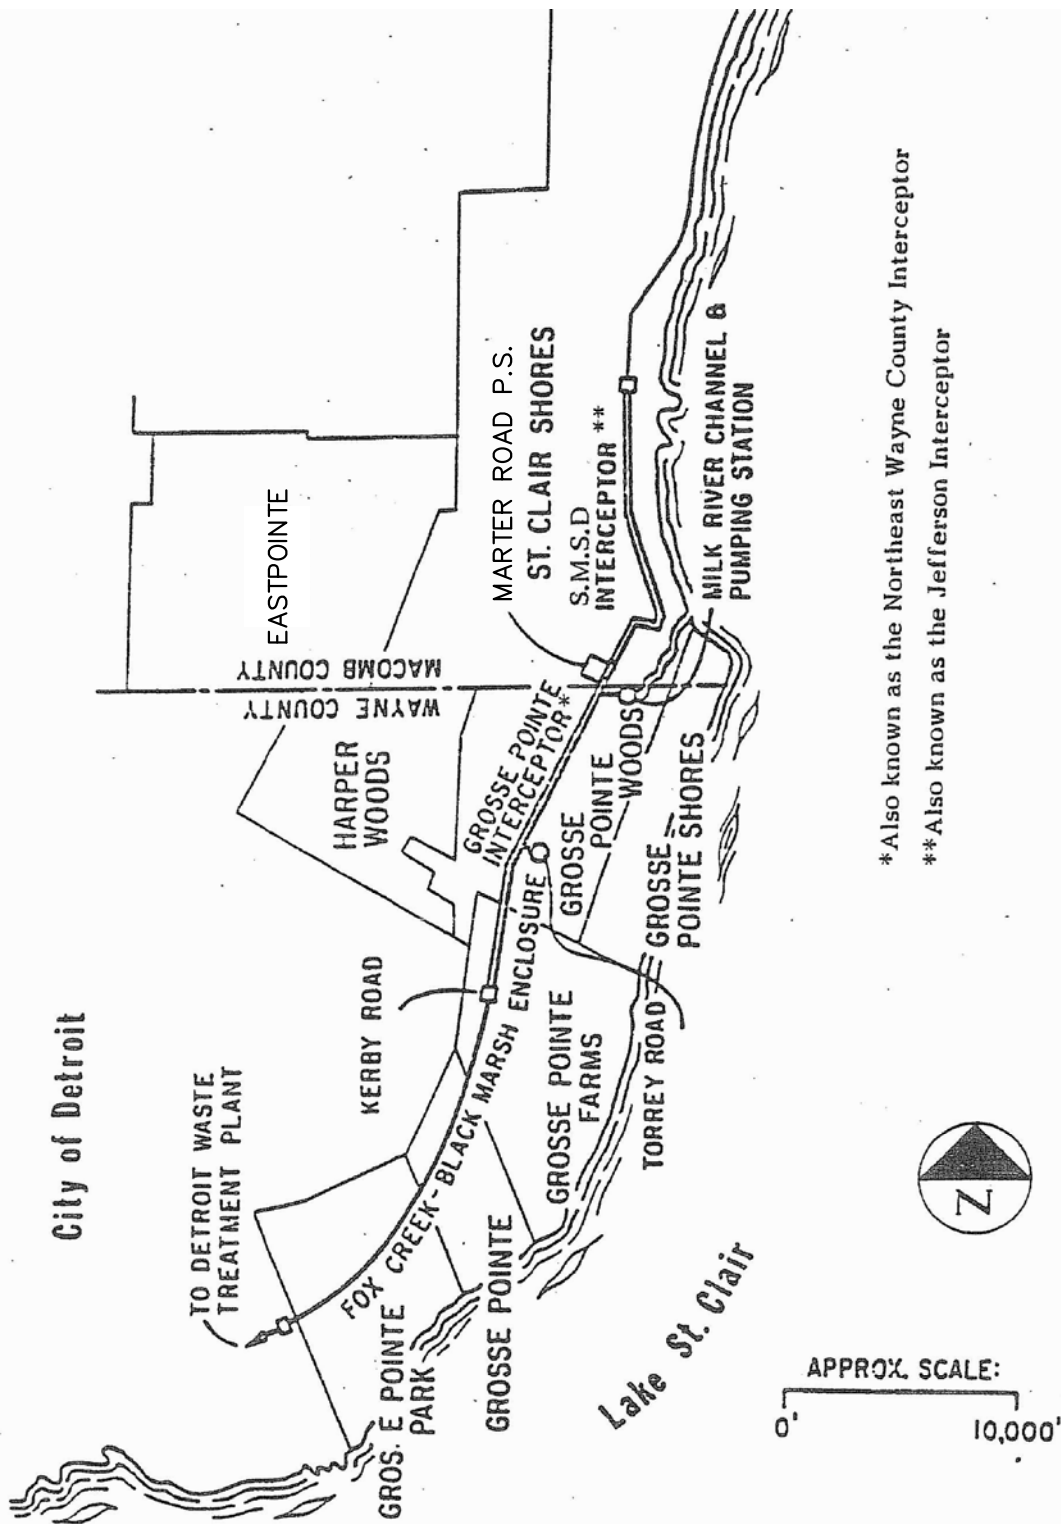 City of Detroit
TO DETROIT WASTE
TREATMENT PLANT
KERBY ROAD
HARPER
WOODS
WAYNE COUNTY
MACOMB COUNTY
EASTPOINTE
MARTER ROAD P.S.
ST. CLAIR SHORES
S.M.S.D
INTERCEPTOR **
GROSSE POINTE
INTERCEPTOR*
FOX CREEK-BLACK MARSH ENCLOSURE
GROSSE
POINTE
WOODS
GROSSE
POINTE SHORES
MILK RIVER CHANNEL &
PUMPING STATION
GROSSE POINTE
FARMS
TORREY ROAD
GROSSE POINTE
GROS. E POINTE
PARK
Lake St. Clair
*Also known as the Northeast Wayne County Interceptor
**Also known as the Jefferson Interceptor
N
APPROX. SCALE:
0'
10,000'